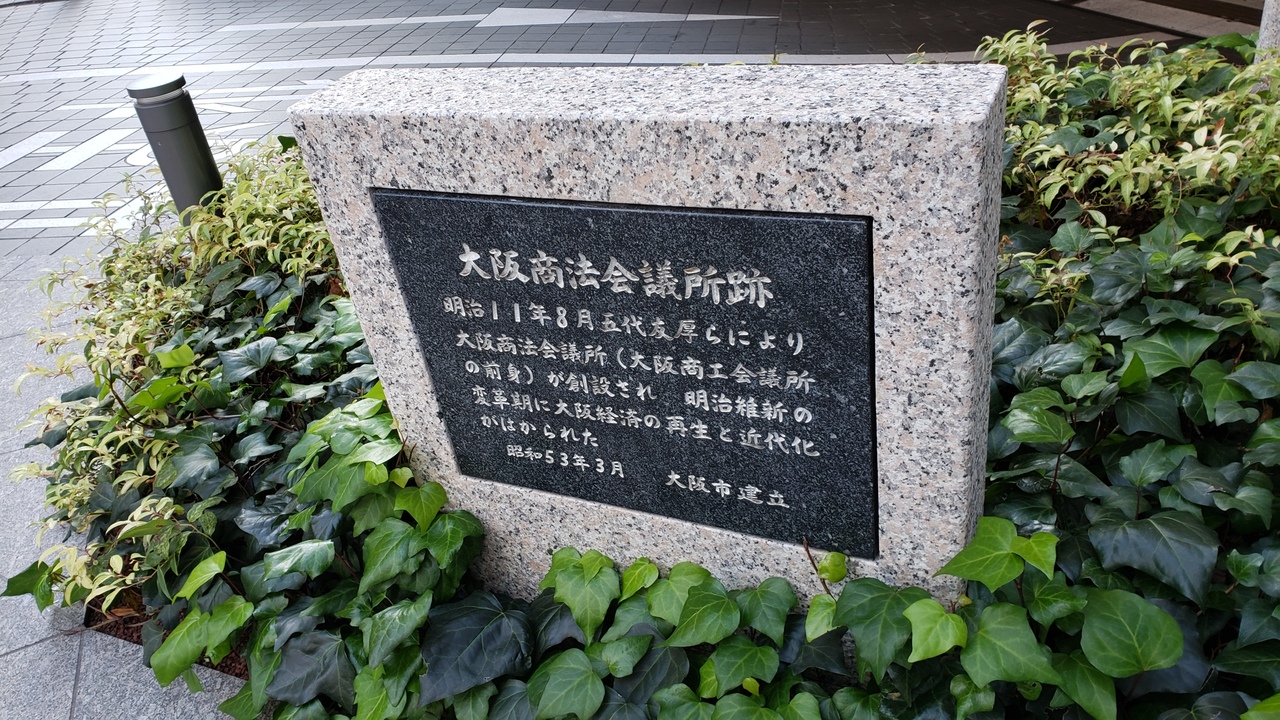 大阪商法会議所跡
明治11年8月五代友厚らにより
大阪商法会議所(大阪商工会議所
の前身)が創設され　明治維新の
変革期に大阪経済の再生と近代化
がはかられた
昭和53年3月　大阪市建立